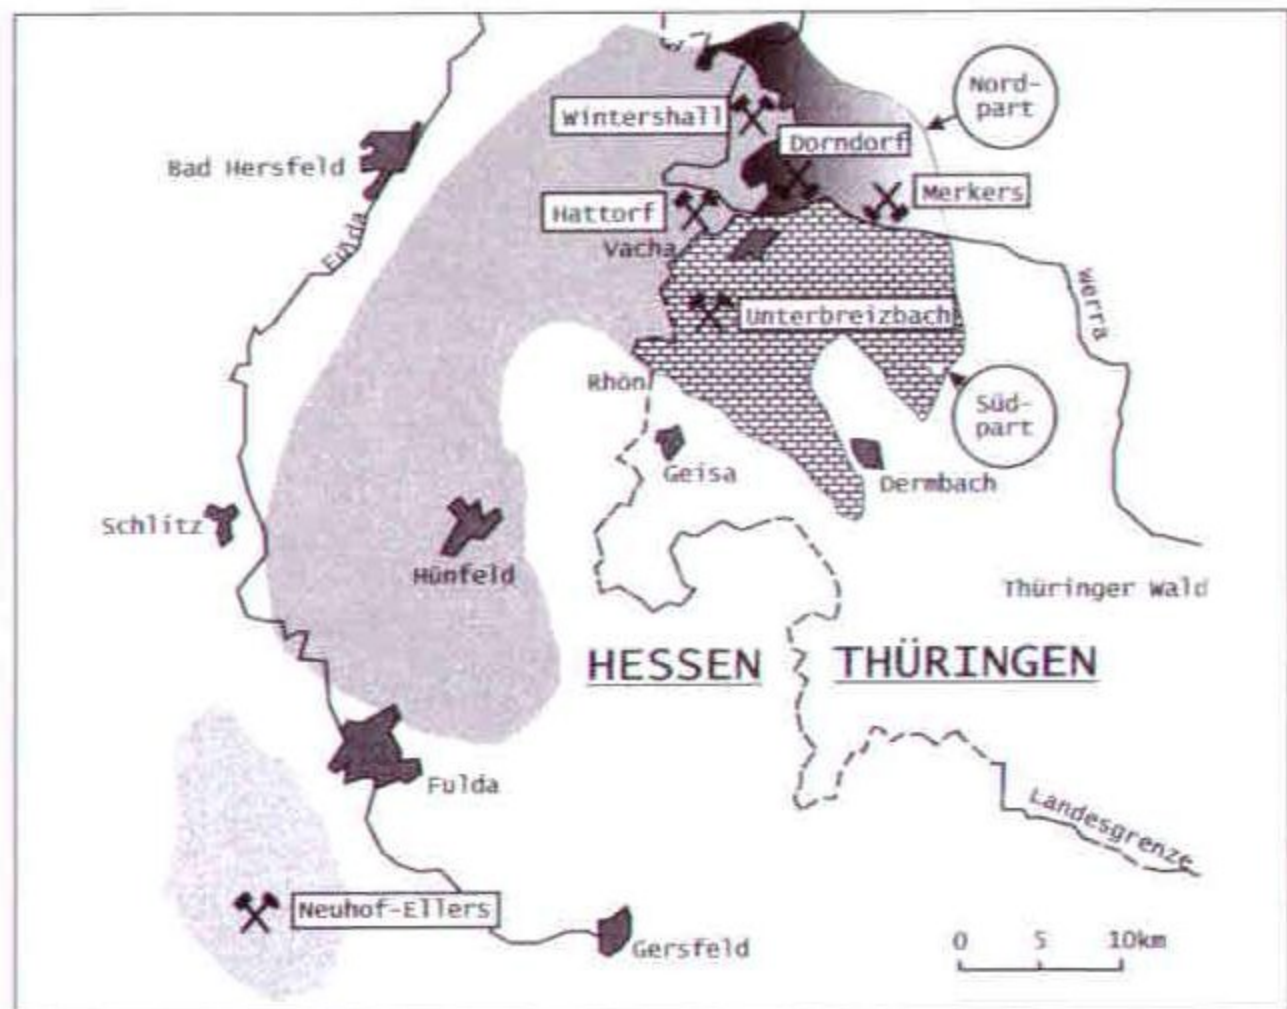 Nord-
part
Wintershall
Dorndorf
Bad Hersfeld
Merkers
Hattorf
Vacha
Fulda
Werra
Unterbreizbach
Rhön
Süd-
part
Geisa
Dermbach
Schlitz
Hünfeld
Thüringer Wald
HESSEN
THÜRINGEN
Fulda
Landesgrenze
Neuhof-Ellers
Gersfeld
0 5 10km